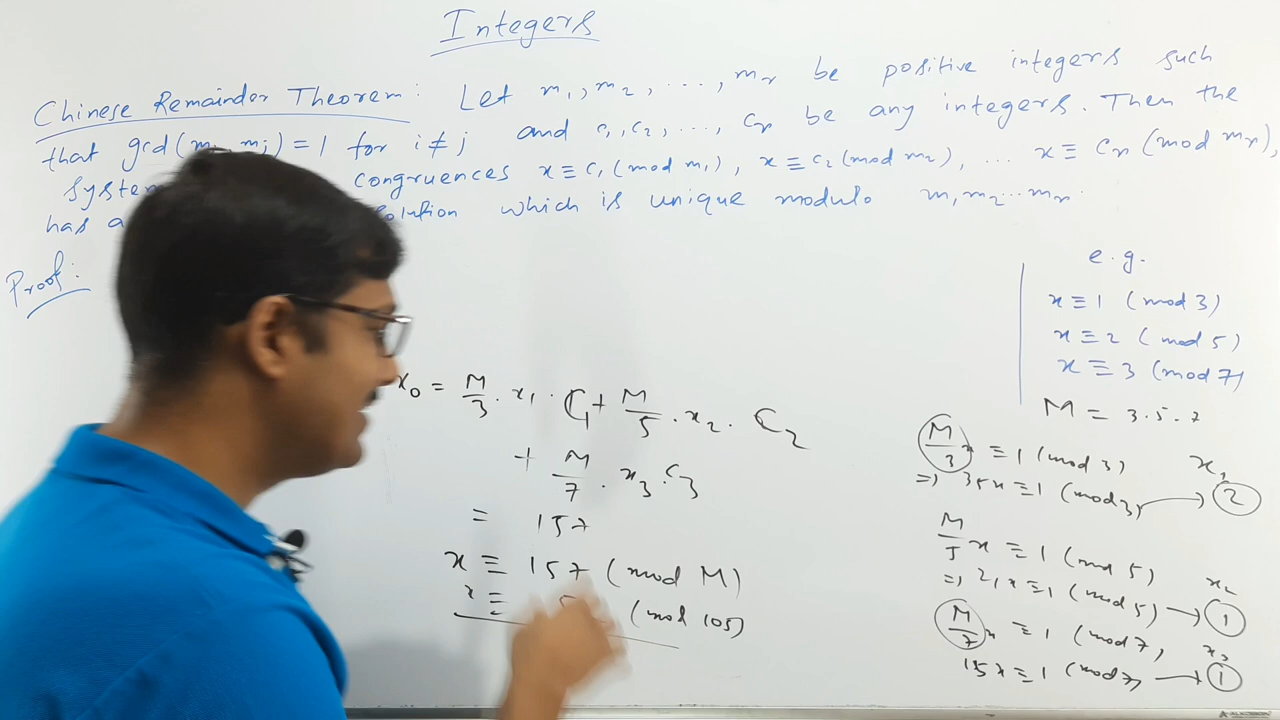 Integers
Chinese Remainder Theorem: Let m₁, m₂, ..., mᵣ be positive integers such
that gcd(mᵢ, mⱼ) = 1 for i ≠ j and c₁, c₂, ..., cᵣ be any integers. Then the
system congruences x ≡ c₁ (mod m₁), x ≡ c₂ (mod m₂), ... x ≡ cᵣ (mod mᵣ),
has a solution which is unique modulo m₁m₂...mᵣ.
Proof:
x₀ = M/3 · x₁ · C₁ + M/5 · x₂ · C₂
+ M/7 · x₃ · C₃
= 157
x ≡ 157 (mod M)
x ≡ (mod 105)
e.g.
x ≡ 1 (mod 3)
x ≡ 2 (mod 5)
x ≡ 3 (mod 7)
M = 3.5.7
M/3 x ≡ 1 (mod 3) x₁
=> 35x ≡ 1 (mod 3) → 2
M/5 x ≡ 1 (mod 5) x₂
=> 21x ≡ 1 (mod 5) → 1
M/7 x ≡ 1 (mod 7) x₃
15x ≡ 1 (mod 7) → 1